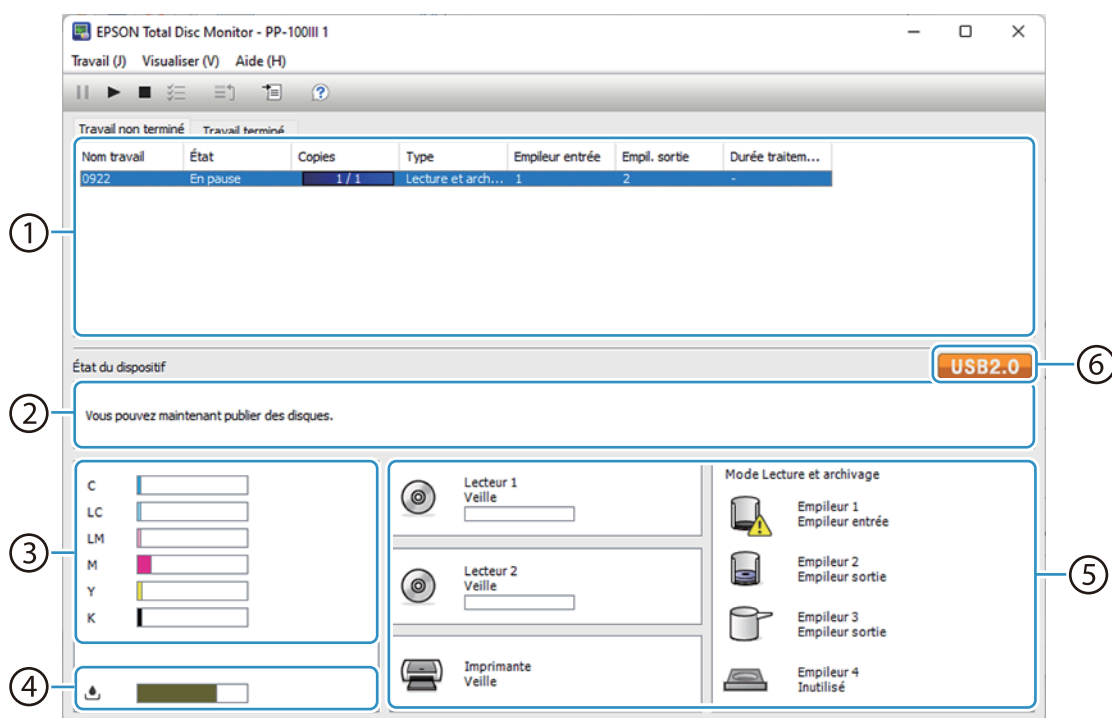 EPSON Total Disc Monitor - PP-100III 1
Travail (J) Visualiser (V) Aide (H)
Travail non terminé Travail terminé
Nom travail État Copies Type Empileur entrée Empil. sortie Durée traitem...
0922 En pause 1 / 1 Lecture et arch... 1 2 -
①
État du dispositif
USB2.0
⑥
②
Vous pouvez maintenant publier des disques.
③
C
LC
LM
M
Y
K
④
Lecteur 1
Veille
Lecteur 2
Veille
Imprimante
Veille
Mode Lecture et archivage
Empileur 1
Empileur entrée
Empileur 2
Empileur sortie
Empileur 3
Empileur sortie
Empileur 4
Inutilisé
⑤